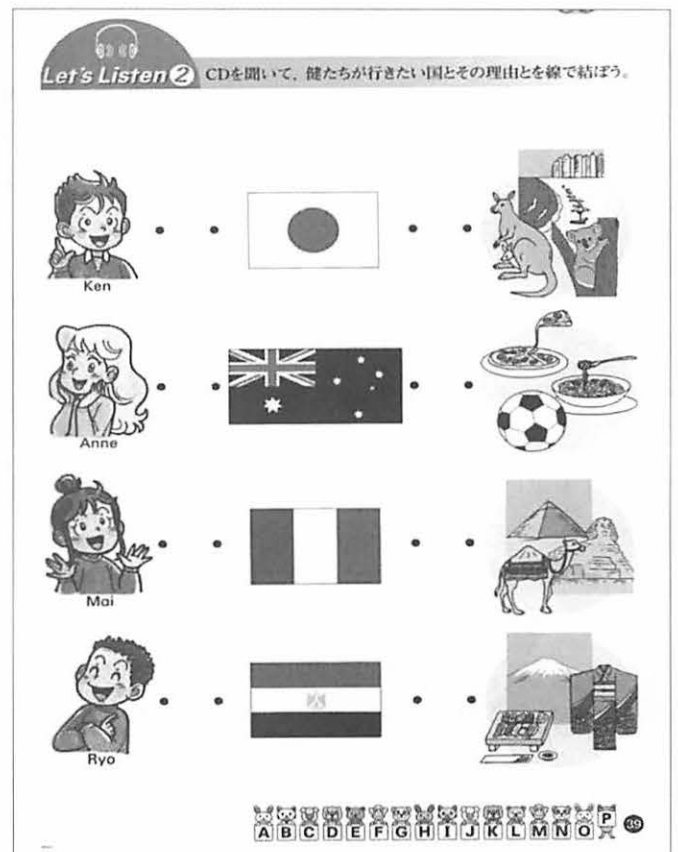 Let's Listen 2 CDを聞いて、健たちが行きたい国とその理由とを線で結ぼう。
Ken
Anne
Mai
Ryo
A B C D E F G H I J K L M N O P 39